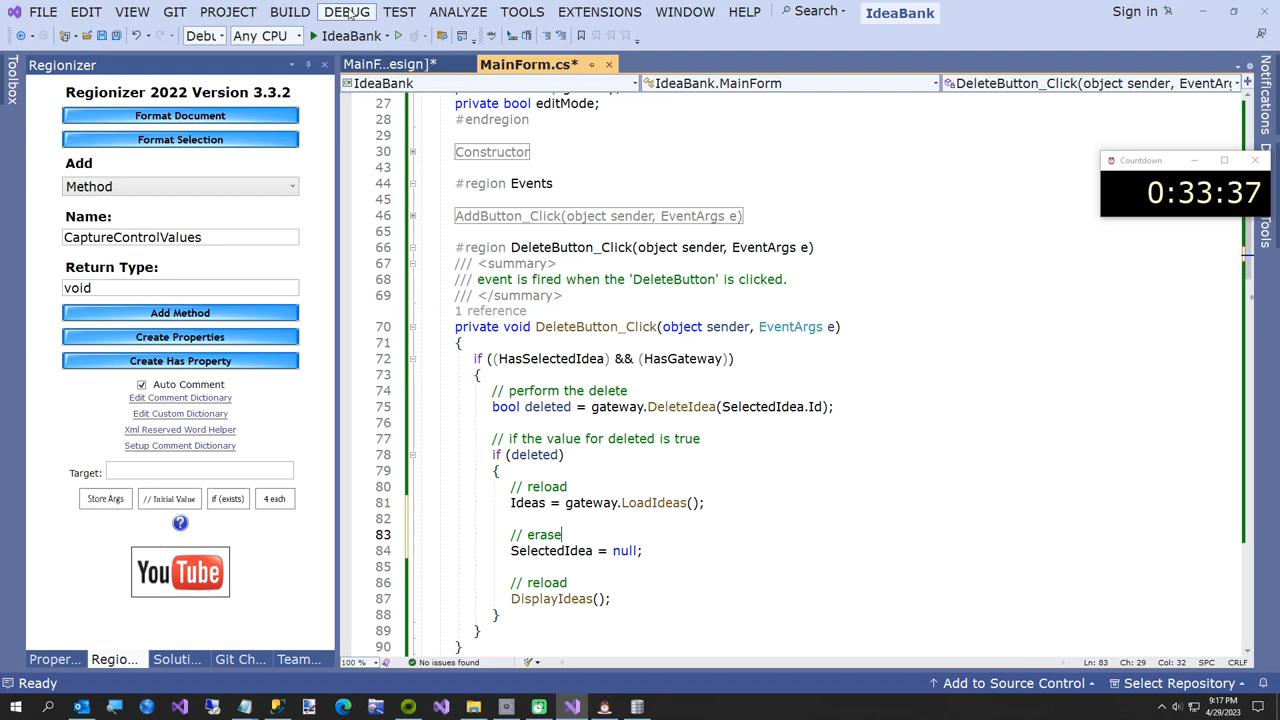 FILE EDIT VIEW GIT PROJECT BUILD DEBUG TEST ANALYZE TOOLS EXTENSIONS WINDOW HELP Search IdeaBank Sign in
Debu Any CPU IdeaBank
Toolbox
Regionizer
Regionizer 2022 Version 3.3.2
Format Document
Format Selection
Add
Method
Name:
CaptureControlValues
Return Type:
void
Add Method
Create Properties
Create Has Property
Auto Comment
Edit Comment Dictionary
Edit Custom Dictionary
Xml Reserved Word Helper
Setup Comment Dictionary
Target:
Store Args // Initial Value if (exists) 4 each
You Tube
Proper... Regio... Soluti... Git Ch... Team...
MainF...esign]* MainForm.cs*
IdeaBank IdeaBank.MainForm DeleteButton_Click(object sender, EventArg
27 private bool editMode;
28 #endregion
29
30 Constructor
43
44 #region Events
45
46 AddButton_Click(object sender, EventArgs e)
65
66 #region DeleteButton_Click(object sender, EventArgs e)
67 /// <summary>
68 /// event is fired when the 'DeleteButton' is clicked.
69 /// </summary>
1 reference
70 private void DeleteButton_Click(object sender, EventArgs e)
71 {
72 if ((HasSelectedIdea) && (HasGateway))
73 {
74 // perform the delete
75 bool deleted = gateway.DeleteIdea(SelectedIdea.Id);
76
77 // if the value for deleted is true
78 if (deleted)
79 {
80 // reload
81 Ideas = gateway.LoadIdeas();
82
83 // erase
84 SelectedIdea = null;
85
86 // reload
87 DisplayIdeas();
88 }
89 }
90 }
100 % No issues found Ln: 83 Ch: 29 Col: 32 SPC CRLF
Countdown
0:33:37
Notifications
Ready Add to Source Control Select Repository
9:17 PM
4/29/2023